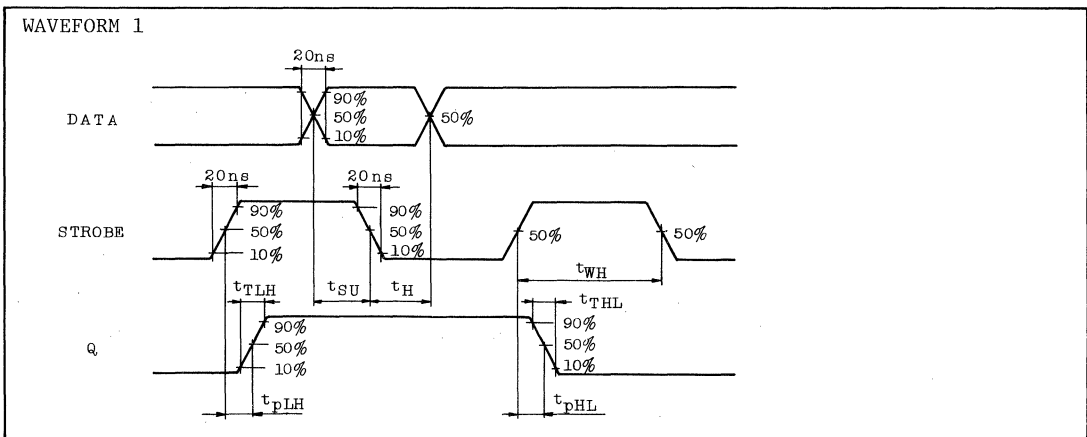 WAVEFORM 1
20ns
90%
DATA
50%
50%
10%
20ns
20ns
90%
90%
STROBE
50%
50%
50%
50%
10%
10%
tWH
tTLH
tSU
tH
tTHL
90%
90%
Q
50%
50%
10%
10%
tpLH
tpHL